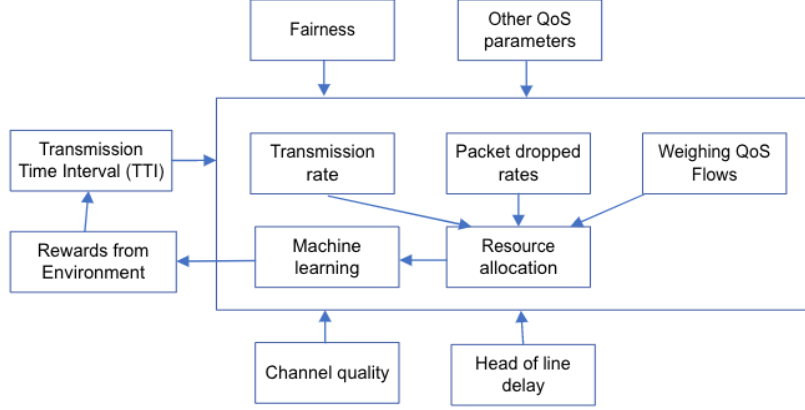 Fairness
Other QoS
parameters
Transmission
Time Interval (TTI)
Transmission
rate
Packet dropped
rates
Weighing QoS
Flows
Rewards from
Environment
Machine
learning
Resource
allocation
Channel quality
Head of line
delay